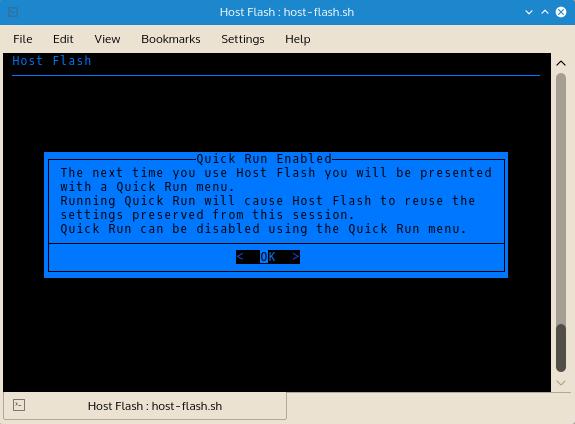 Host Flash : host-flash.sh
File Edit View Bookmarks Settings Help
Host Flash
Quick Run Enabled
The next time you use Host Flash you will be presented
with a Quick Run menu.
Running Quick Run will cause Host Flash to reuse the
settings preserved from this session.
Quick Run can be disabled using the Quick Run menu.
< OK >
Host Flash : host-flash.sh